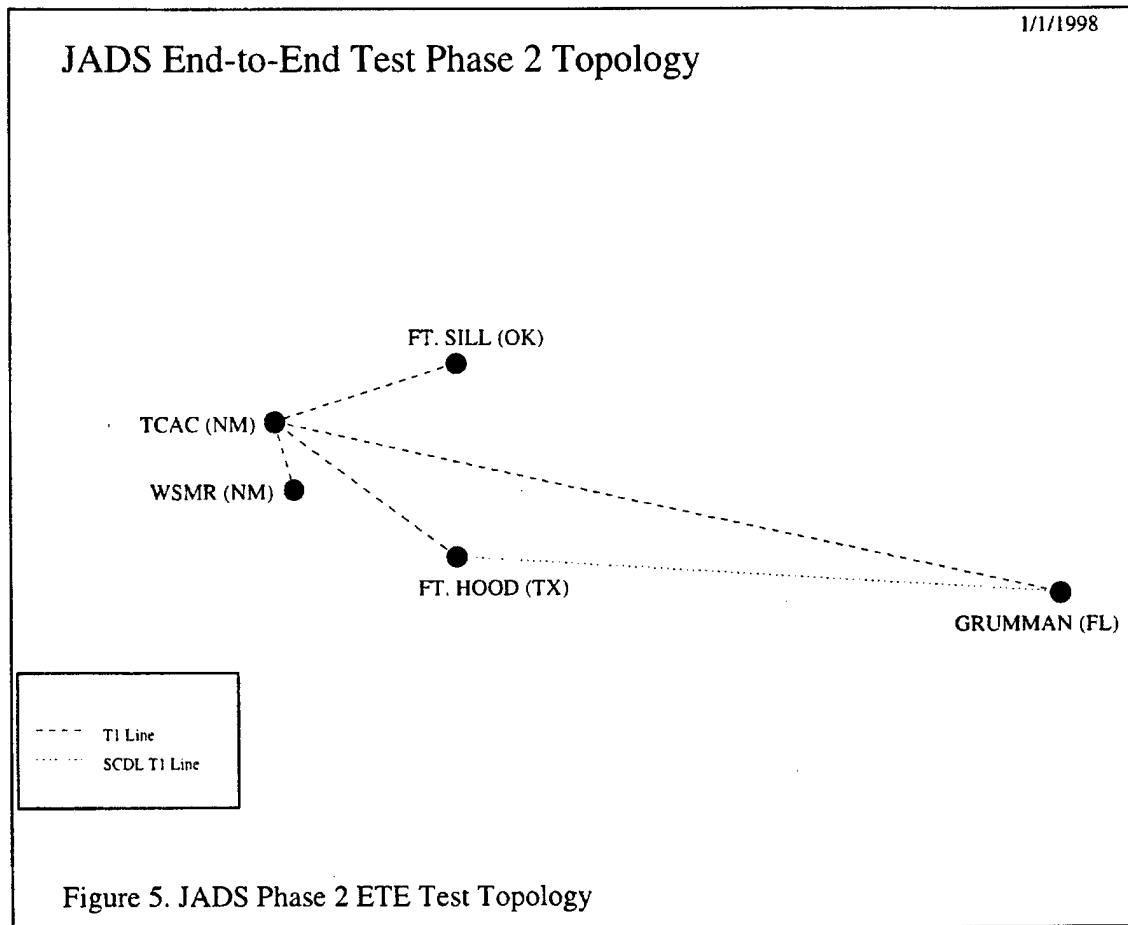 1/1/1998
JADS End-to-End Test Phase 2 Topology
FT. SILL (OK)
TCAC (NM)
WSMR (NM)
FT. HOOD (TX)
GRUMMAN (FL)
T1 Line
SCDL T1 Line
Figure 5. JADS Phase 2 ETE Test Topology